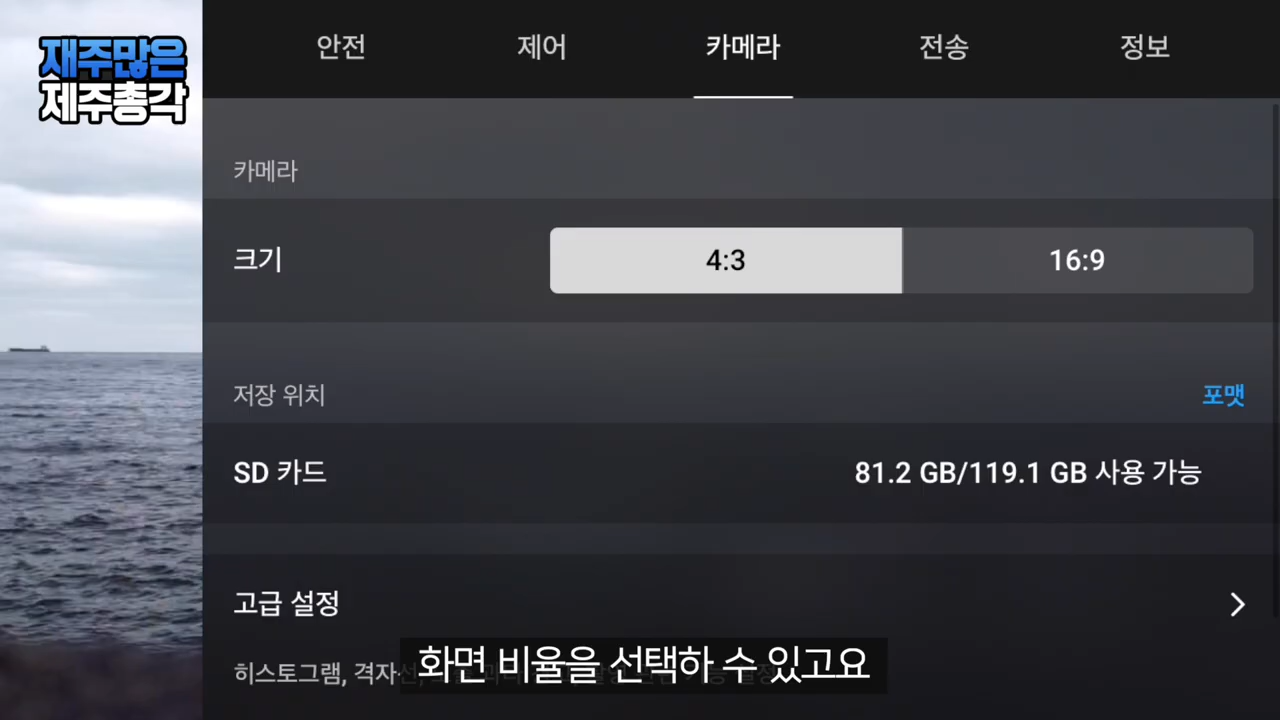 재주많은
제주총각
안전 제어 카메라 전송 정보
카메라
크기 4:3 16:9
저장 위치 포맷
SD 카드 81.2 GB/119.1 GB 사용 가능
고급 설정
히스토그램, 격자선,
화면 비율을 선택하 수 있고요